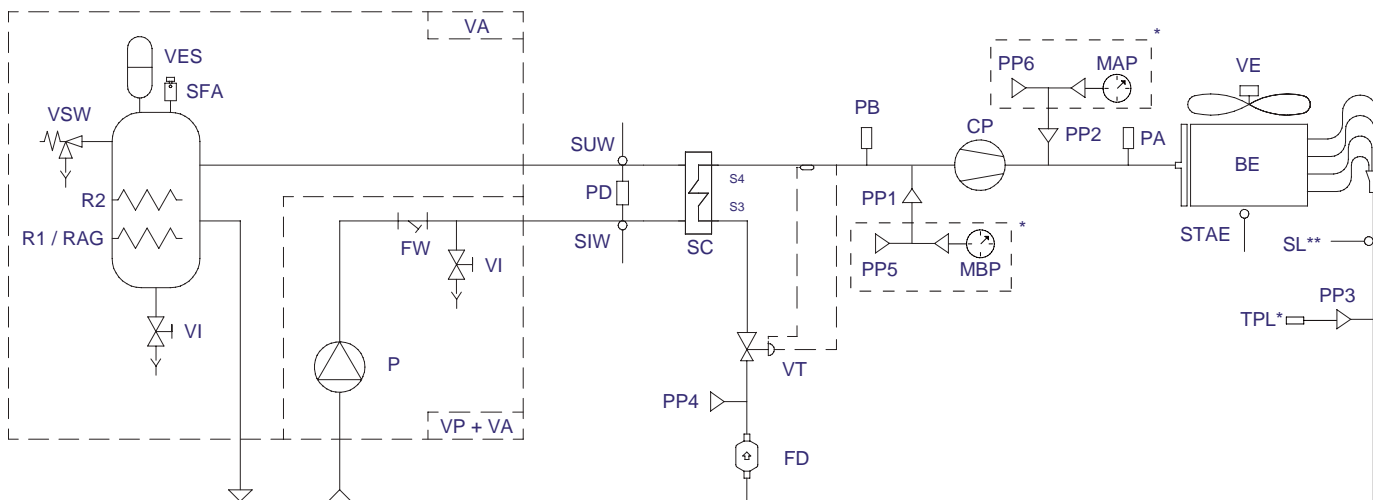 VA
*
VES
PP6
MAP
VE
SFA
VSW
PB
CP
PP2
PA
SUW
BE
S4
R2
PD
S3
PP1
R1 / RAG
FW
SIW
SC
*
STAE
SL**
VI
PP5
MBP
VI
PP3
TPL*
P
VT
PP4
VP + VA
FD